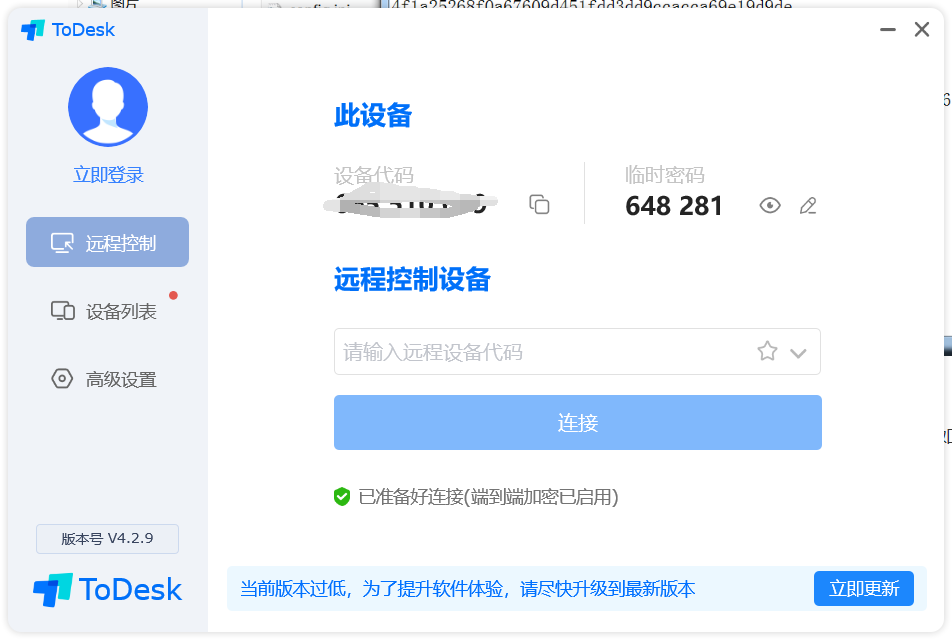 图片
config.ini
4f1a25268f0a67609d451fdd3dd9ccacca69e19d9de
ToDesk
立即登录
远程控制
设备列表
高级设置
版本号 V4.2.9
ToDesk
此设备
设备代码
临时密码
648 281
远程控制设备
请输入远程设备代码
连接
已准备好连接(端到端加密已启用)
当前版本过低，为了提升软件体验，请尽快升级到最新版本
立即更新